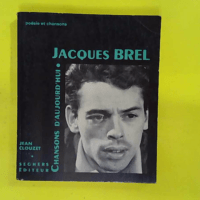 poésie et chansons
JACQUES BREL
CHANSONS D'AUJOURD'HUI
JEAN
CLOUZET
SEGHERS
ÉDITEUR